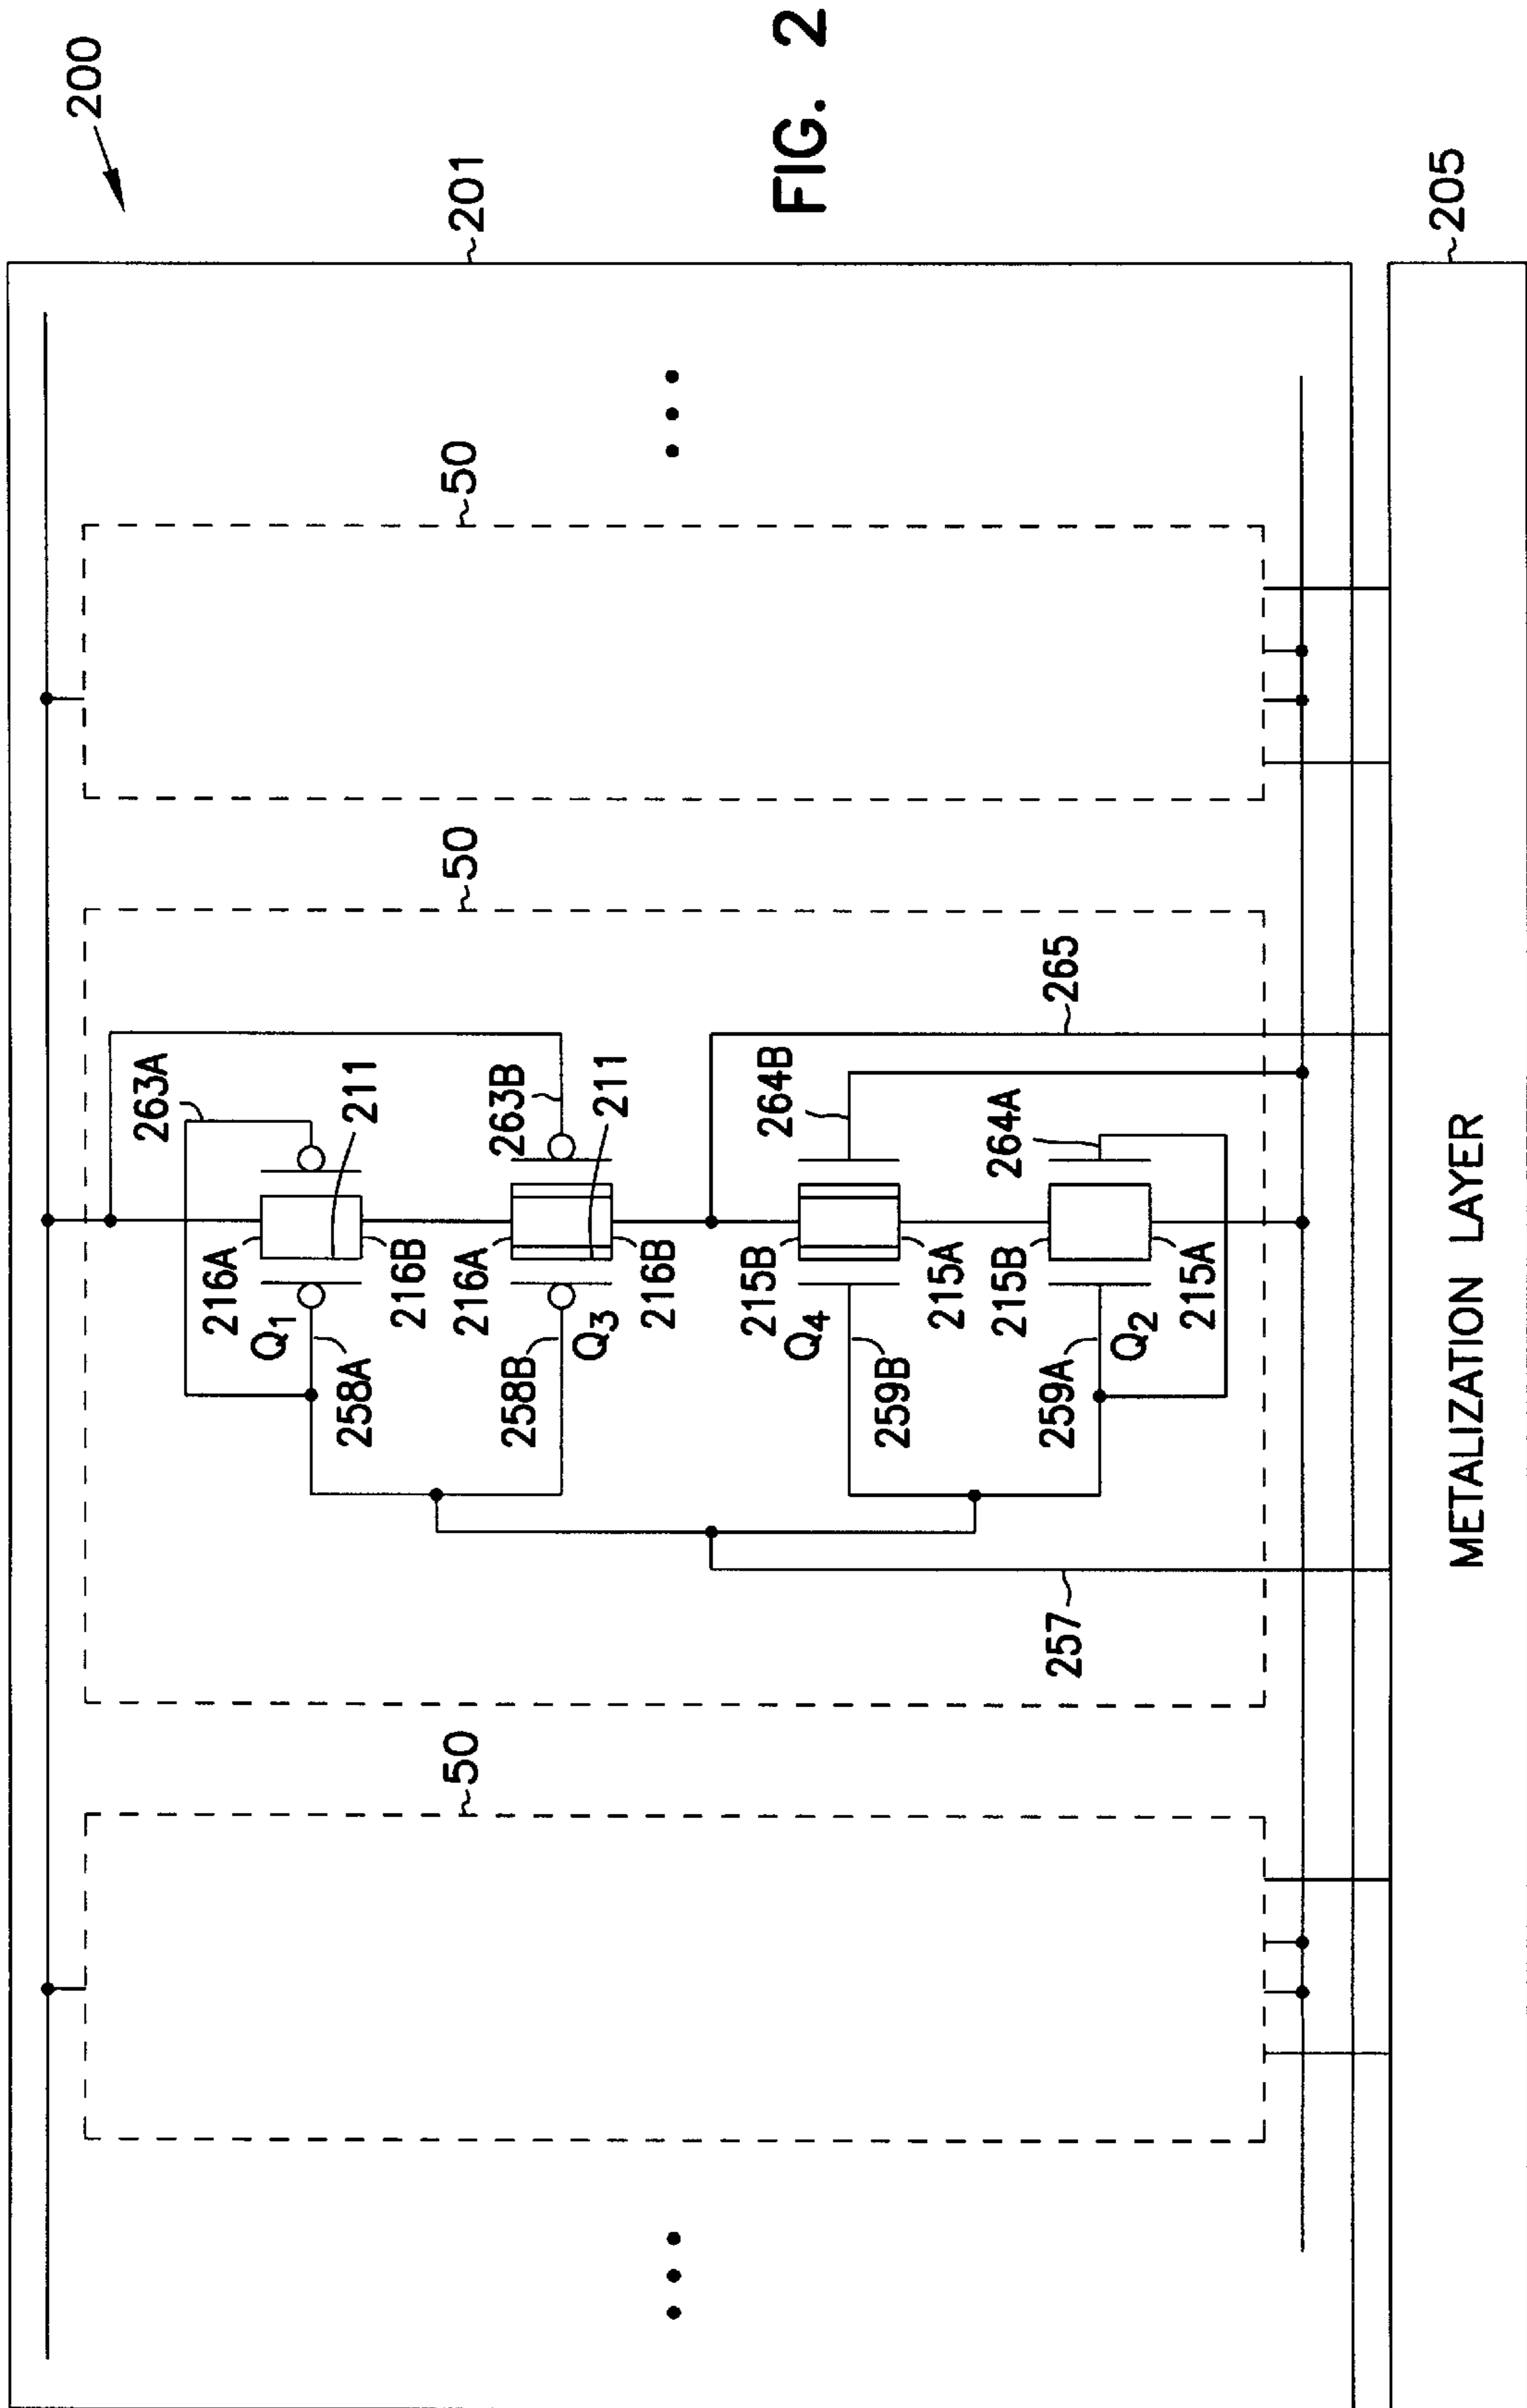 200
FIG. 2
201
205
50
50
50
263A
211
263B
211
265
264B
264A
216A
216B
216A
216B
215B
215A
215B
215A
Q1
Q3
Q4
Q2
258A
258B
259B
259A
257
METALIZATION LAYER